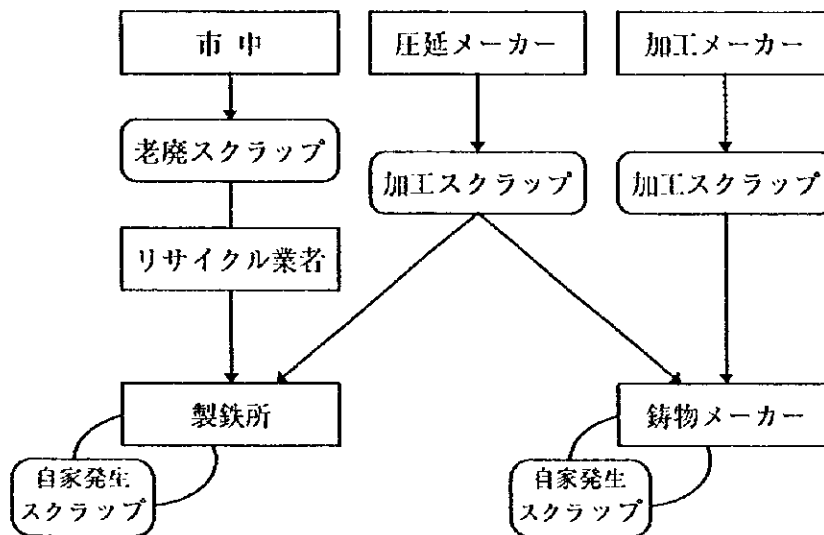 市中
圧延メーカー
加工メーカー
老廃スクラップ
加工スクラップ
加工スクラップ
リサイクル業者
製鉄所
鋳物メーカー
自家発生
スクラップ
自家発生
スクラップ